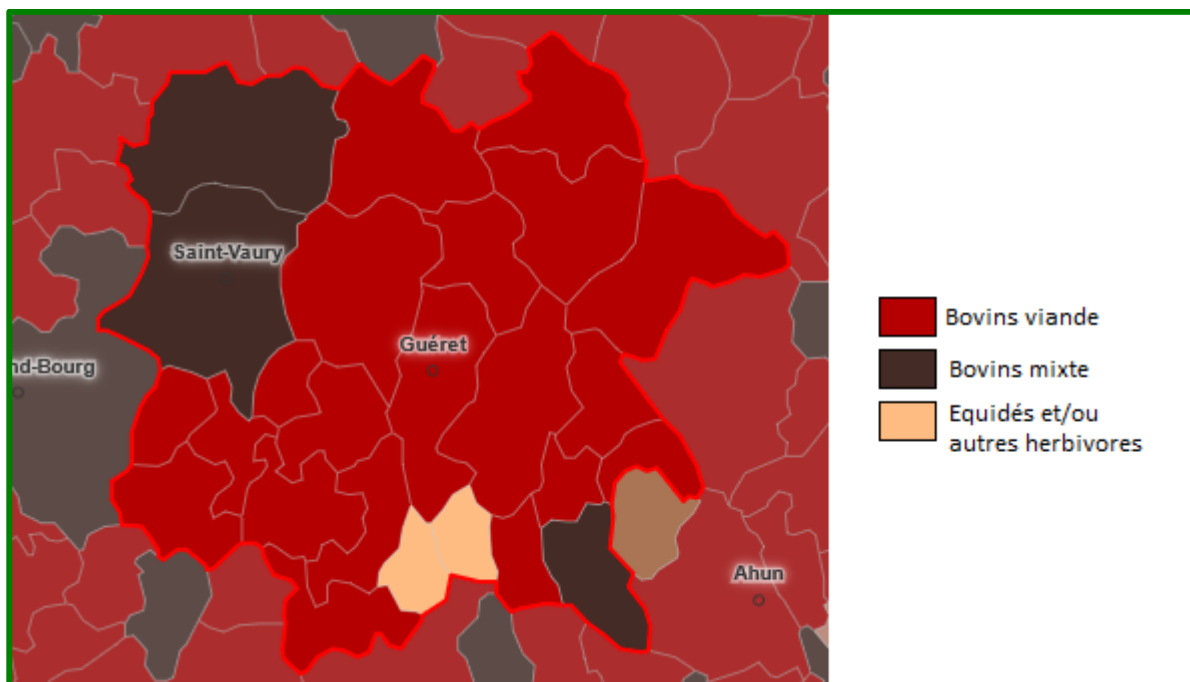 Saint-Vaury
Guéret
nd-Bourg
Ahun
Bovins viande
Bovins mixte
Equidés et/ou
autres herbivores